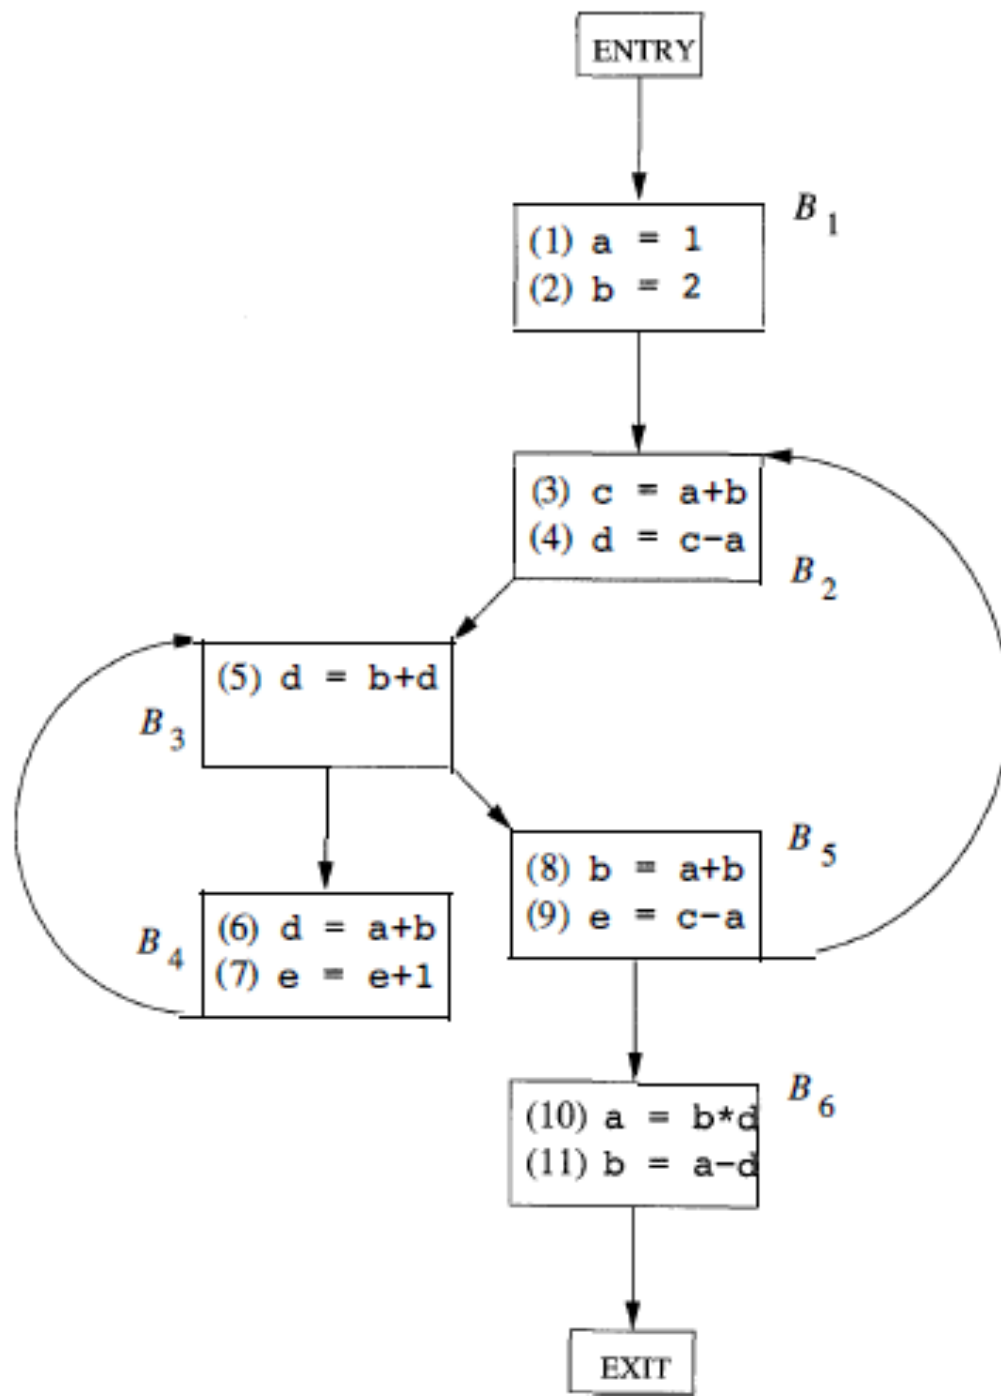 ENTRY
B1
(1) a = 1
(2) b = 2
(3) c = a+b
(4) d = c-a
B2
(5) d = b+d
B3
B5
(8) b = a+b
(9) e = c-a
(6) d = a+b
B4
(7) e = e+1
B6
(10) a = b*d
(11) b = a-d
EXIT